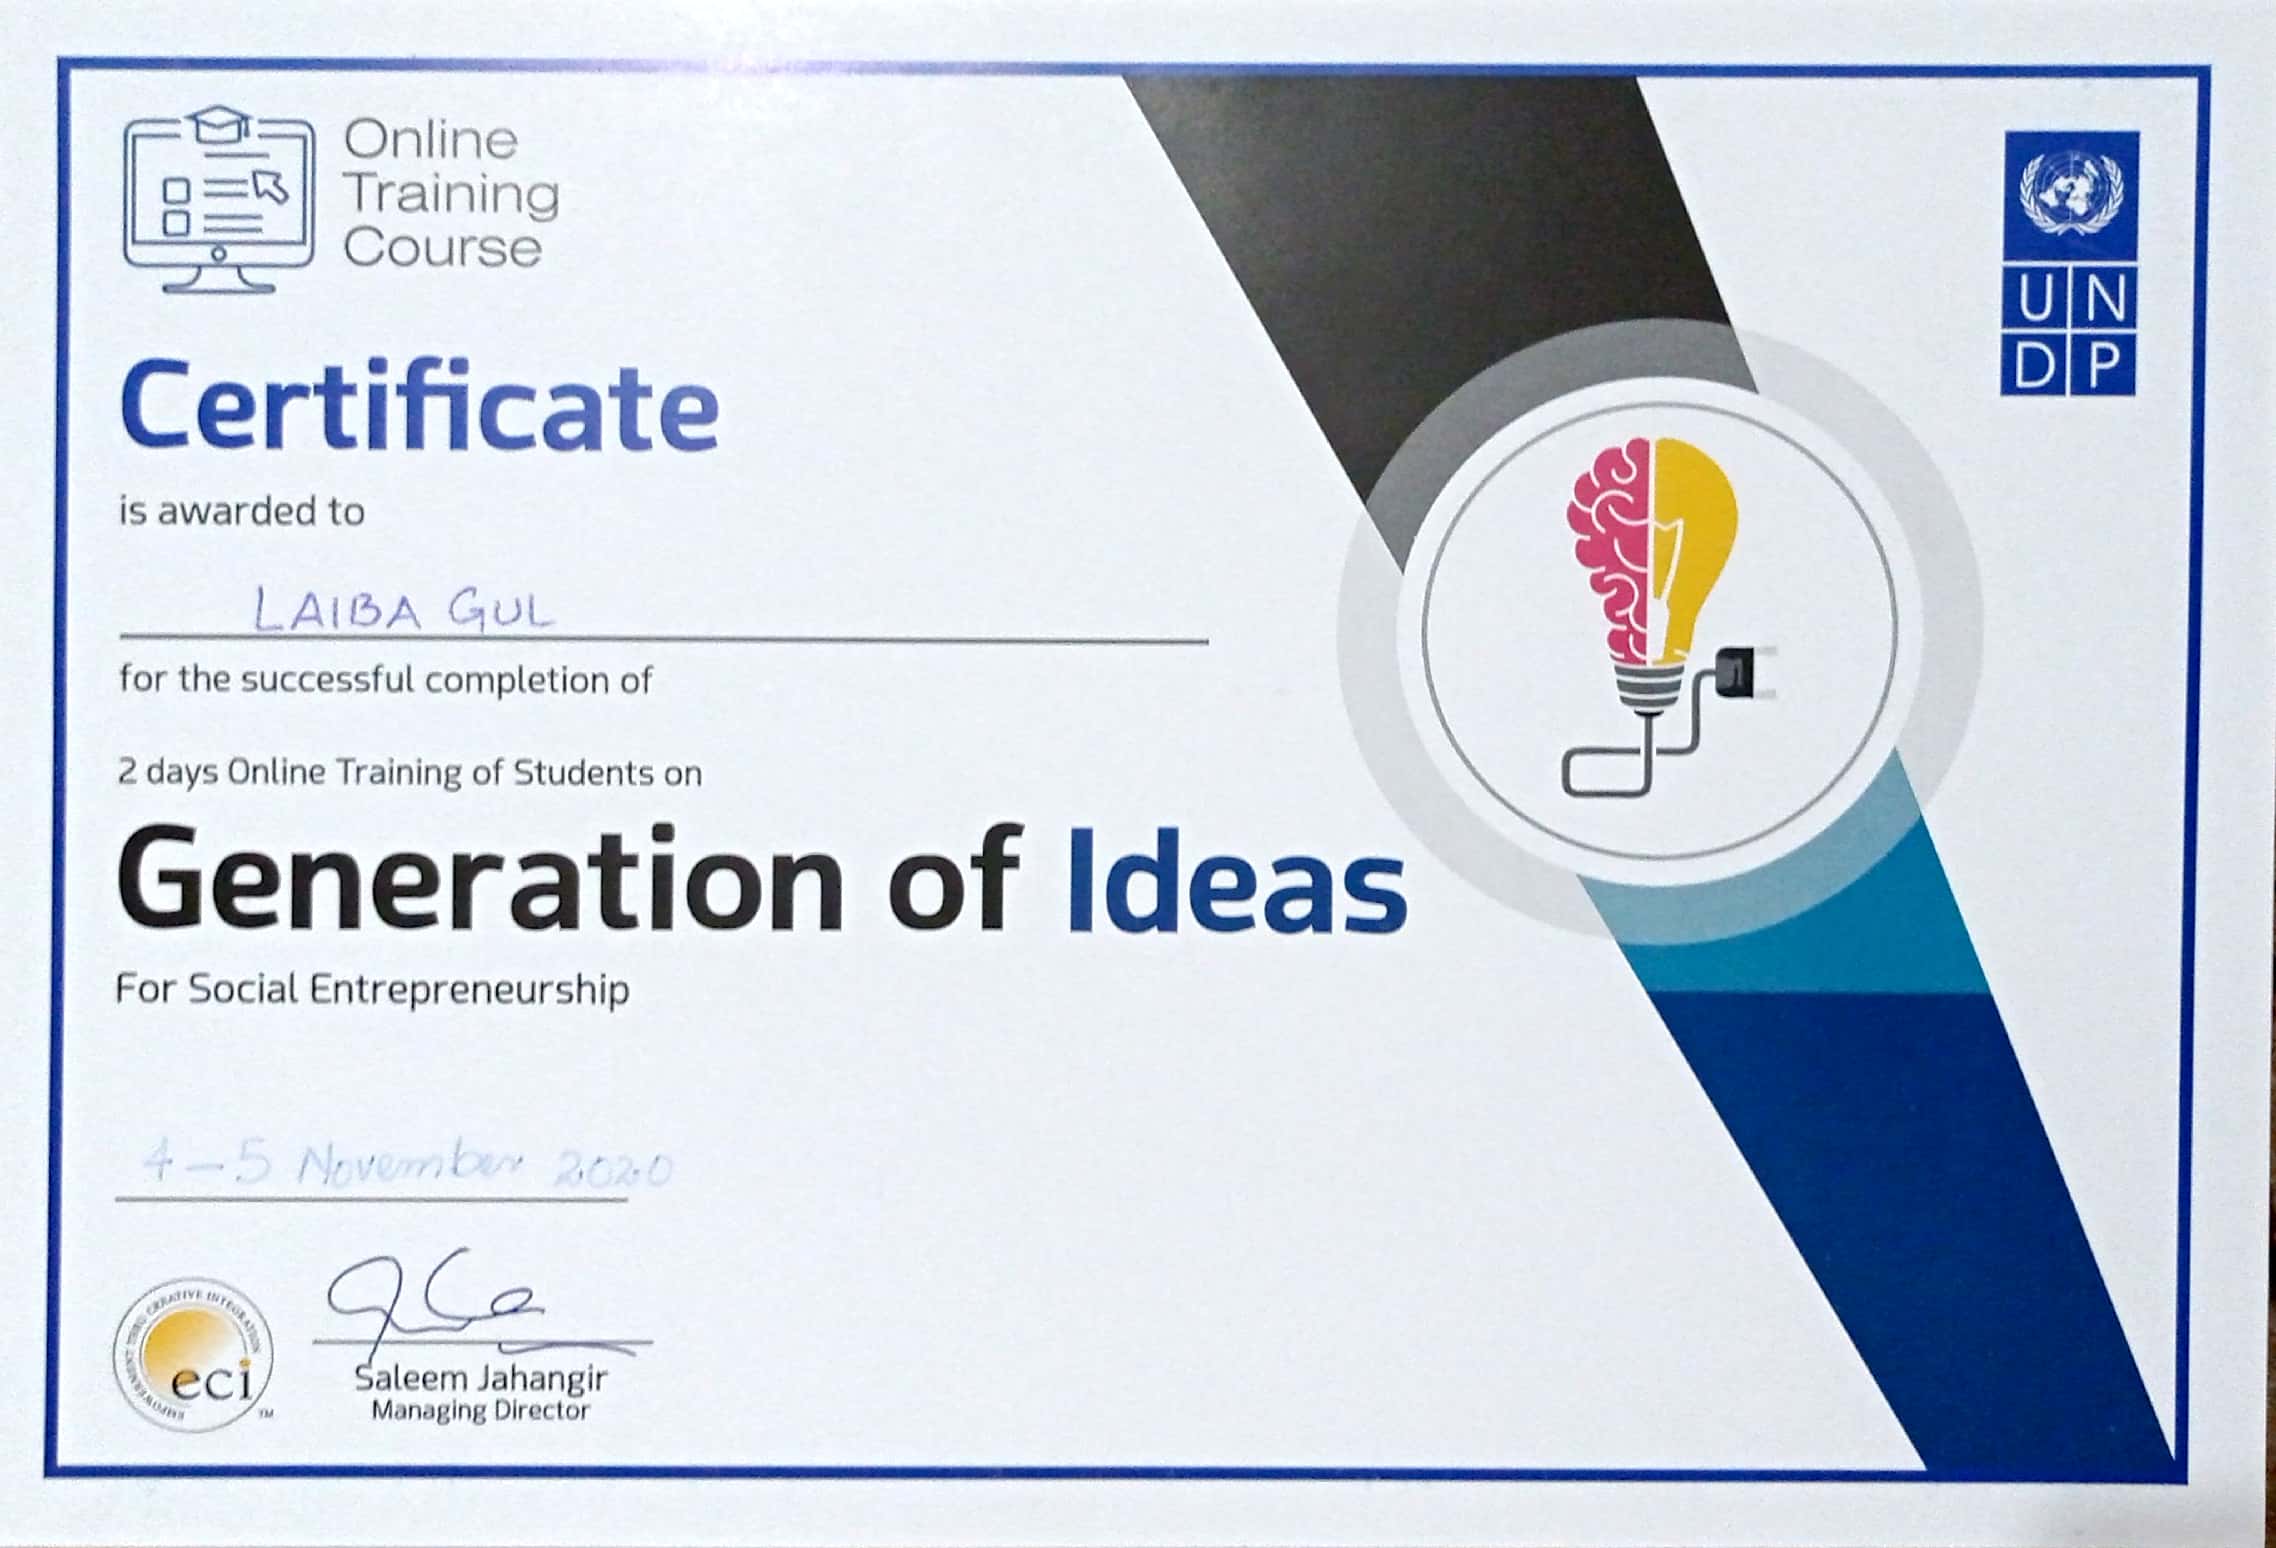 Online
Training
Course
UN
DP
Certificate
is awarded to
LAIBA GUL
for the successful completion of
2 days Online Training of Students on
Generation of Ideas
For Social Entrepreneurship
4-5 November 2020
EMPOWERMENT THRU CREATIVE INTEGRATION
eci
TM
Saleem Jahangir
Managing Director